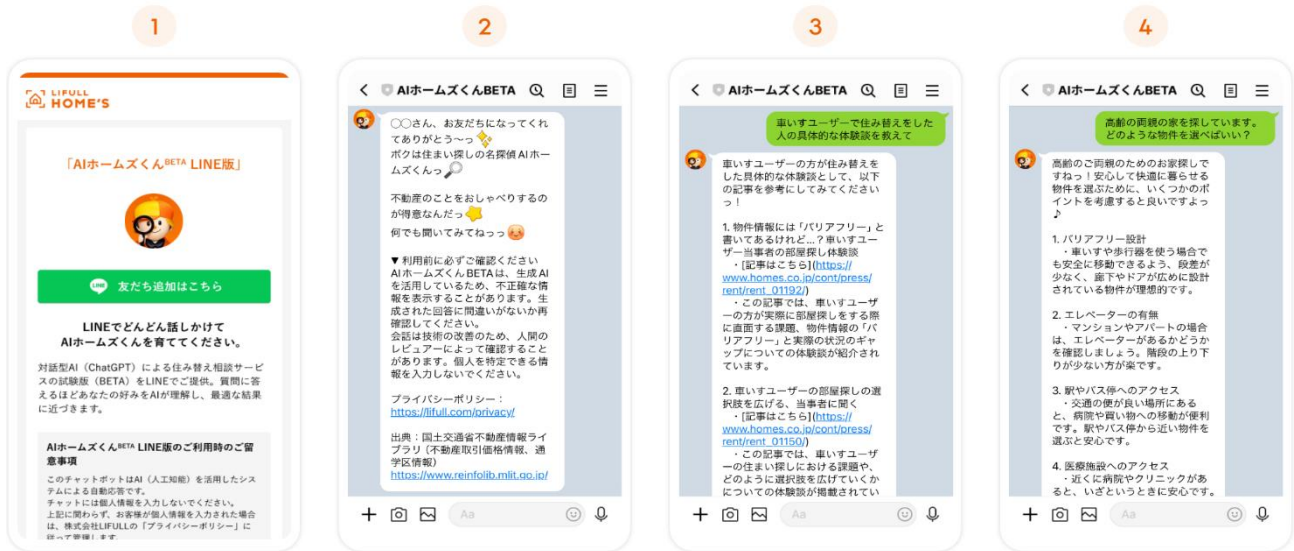 1
LIFULL
HOME'S
「AIホームズくんBETA LINE版」
LINE 友だち追加はこちら
LINEでどんどん話しかけて
AIホームズくんを育ててください。
対話型AI（ChatGPT）による住み替え相談サービ
スの試験版（BETA）をLINEでご提供。質問に答
えるほどあなたの好みをAIが理解し、最適な結果
に近づきます。
AIホームズくんBETA LINE版のご利用時のご留
意事項
このチャットボットはAI（人工知能）を活用したシス
テムによる自動応答です。
チャットには個人情報を入力しないでください。
上記に関わらず、お客様が個人情報を入力された場合
は、株式会社LIFULLの「プライバシーポリシー」に
従って管理します。
2
AIホームズくんBETA
〇〇さん、お友だちになってくれ
てありがとう〜っ✨
ボクは住まい探しの名探偵AIホー
ムズくんっ🔎
不動産のことをおしゃべりするの
が得意なんだっ⭐
何でも聞いてみてねっっ
▼利用前に必ずご確認ください
AIホームズくんBETAは、生成AI
を活用しているため、不正確な情
報を表示することがあります。生
成された回答に間違いがないか再
確認してください。
会話は技術の改善のため、人間の
レビュアーによって確認すること
があります。個人を特定できる情
報を入力しないでください。
プライバシーポリシー：
https://lifull.com/privacy/
出典：国土交通省不動産情報ライ
ブラリ（不動産取引価格情報、通
学区情報）
https://www.reinfolib.mlit.go.jp/
Aa
3
AIホームズくんBETA
車いすユーザーで住み替えをした
人の具体的な体験談を教えて
車いすユーザーの方が住み替えを
した具体的な体験談として、以下
の記事を参考にしてみてください
っ！
1. 物件情報には「バリアフリー」と
書いてあるけれど…？車いすユー
ザー当事者の部屋探し体験談
・[記事はこちら](https://
www.homes.co.jp/cont/press/
rent/rent_01192/)
・この記事では、車いすユーザ
ーの方が実際に部屋探しをする際
に直面する課題、物件情報の「バ
リアフリー」と実際の状況のギャ
ップについての体験談が紹介され
ています。
2. 車いすユーザーの部屋探しの選
択肢を広げる、当事者に聞く
・[記事はこちら](https://
www.homes.co.jp/cont/press/
rent/rent_01150/)
・この記事では、車いすユーザ
ーの住まい探しにおける課題や、
どのように選択肢を広げていくか
についての体験談が掲載されてい
Aa
4
AIホームズくんBETA
高齢の両親の家を探しています。
どのような物件を選べばいい？
高齢のご両親のためのお家探しで
すねっ！安心して快適に暮らせる
物件を選ぶために、いくつかのポ
イントを考慮すると良いですよっ
♪
1. バリアフリー設計
・車いすや歩行器を使う場合で
も安全に移動できるよう、段差が
少なく、廊下やドアが広めに設計
されている物件が理想的です。
2. エレベーターの有無
・マンションやアパートの場合
は、エレベーターがあるかどうか
を確認しましょう。階段の上り下
りが少ない方が楽です。
3. 駅やバス停へのアクセス
・交通の便が良い場所にある
と、病院や買い物への移動が便利
です。駅やバス停から近い物件を
選ぶと安心です。
4. 医療施設へのアクセス
・近くに病院やクリニックがあ
ると、いざというときに安心です。
Aa